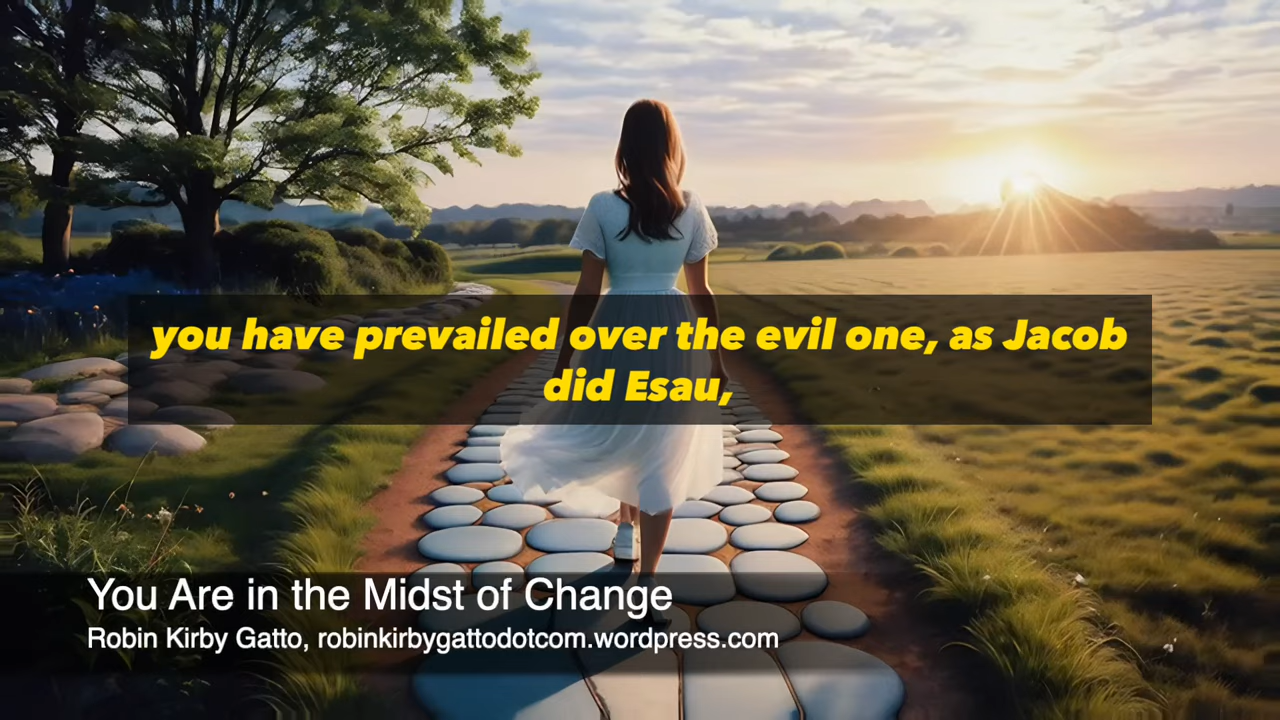 you have prevailed over the evil one, as Jacob
did Esau,
You Are in the Midst of Change
Robin Kirby Gatto, robinkirbygattodotcom.wordpress.com